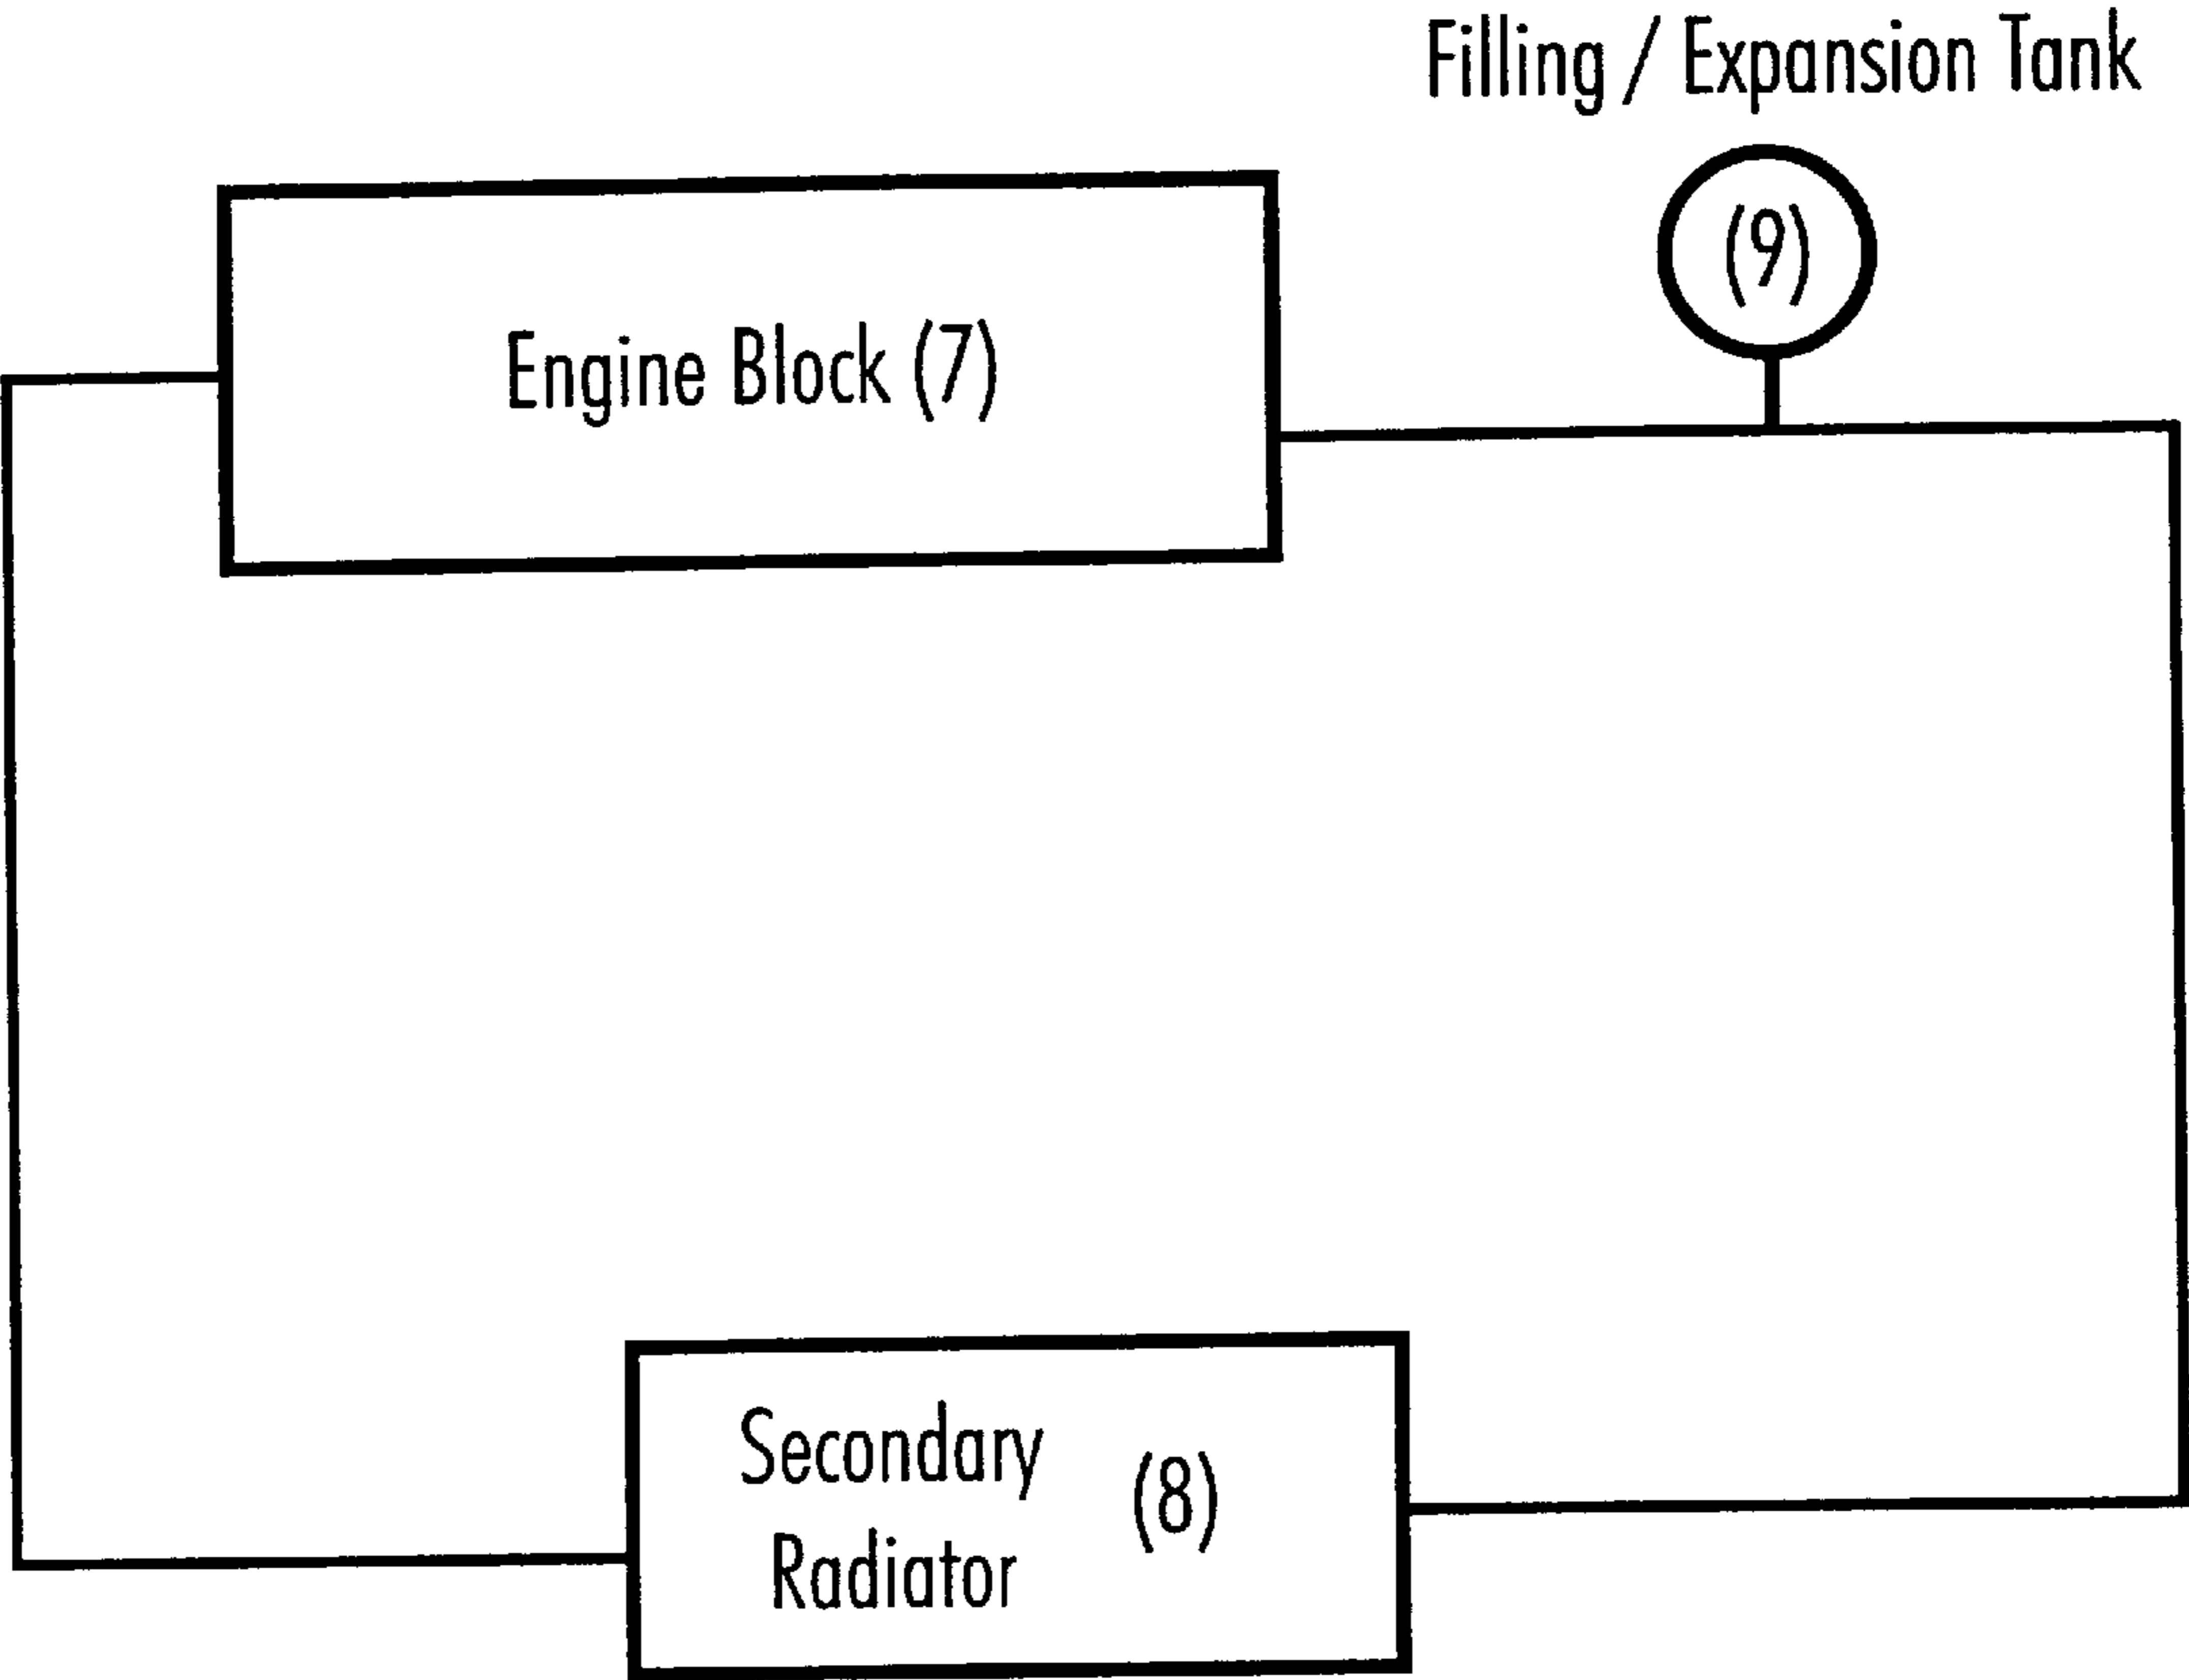 Filling / Expansion Tank
(9)
Engine Block (7)
Secondary
Radiator
(8)